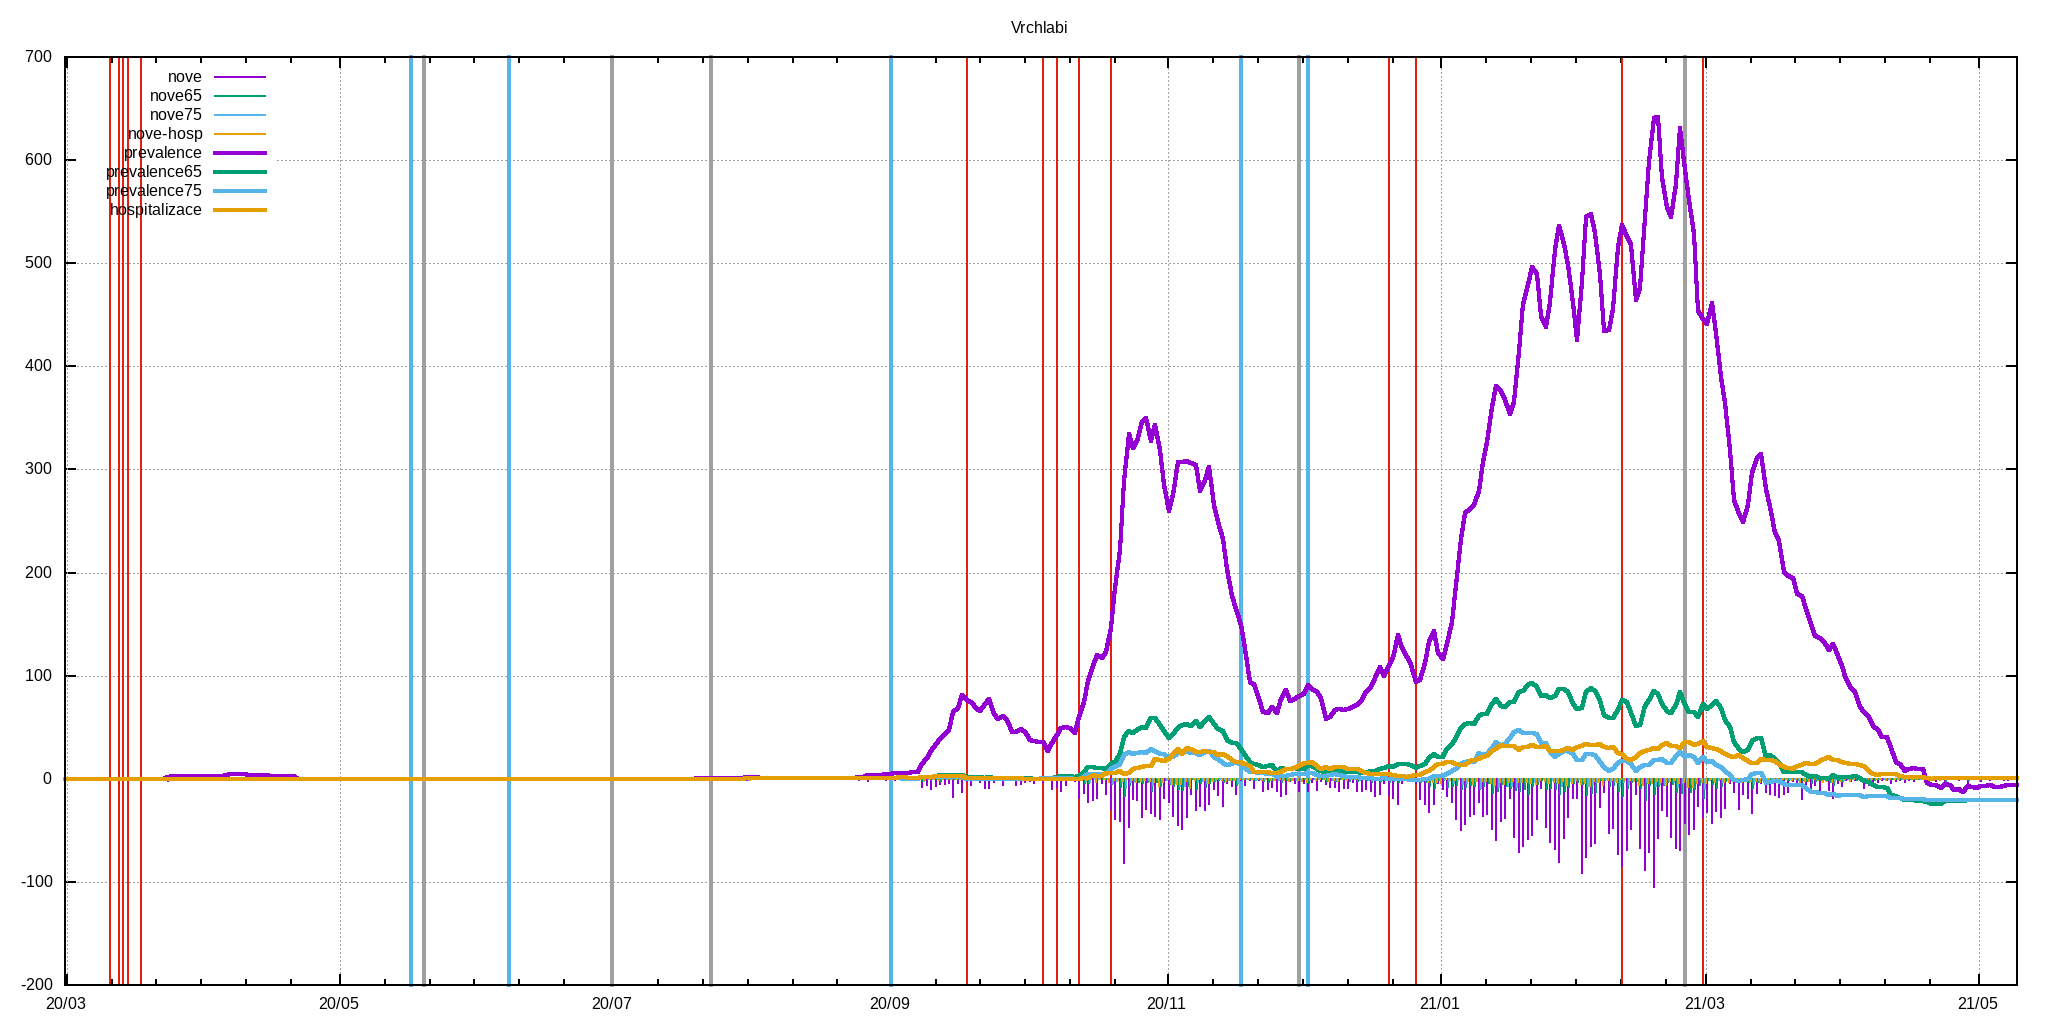 Vrchlabi
700
600
500
400
300
200
100
0
-100
-200
nove
nove65
nove75
nove-hosp
prevalence
prevalence65
prevalence75
hospitalizace
20/03 20/05 20/07 20/09 20/11 21/01 21/03 21/05